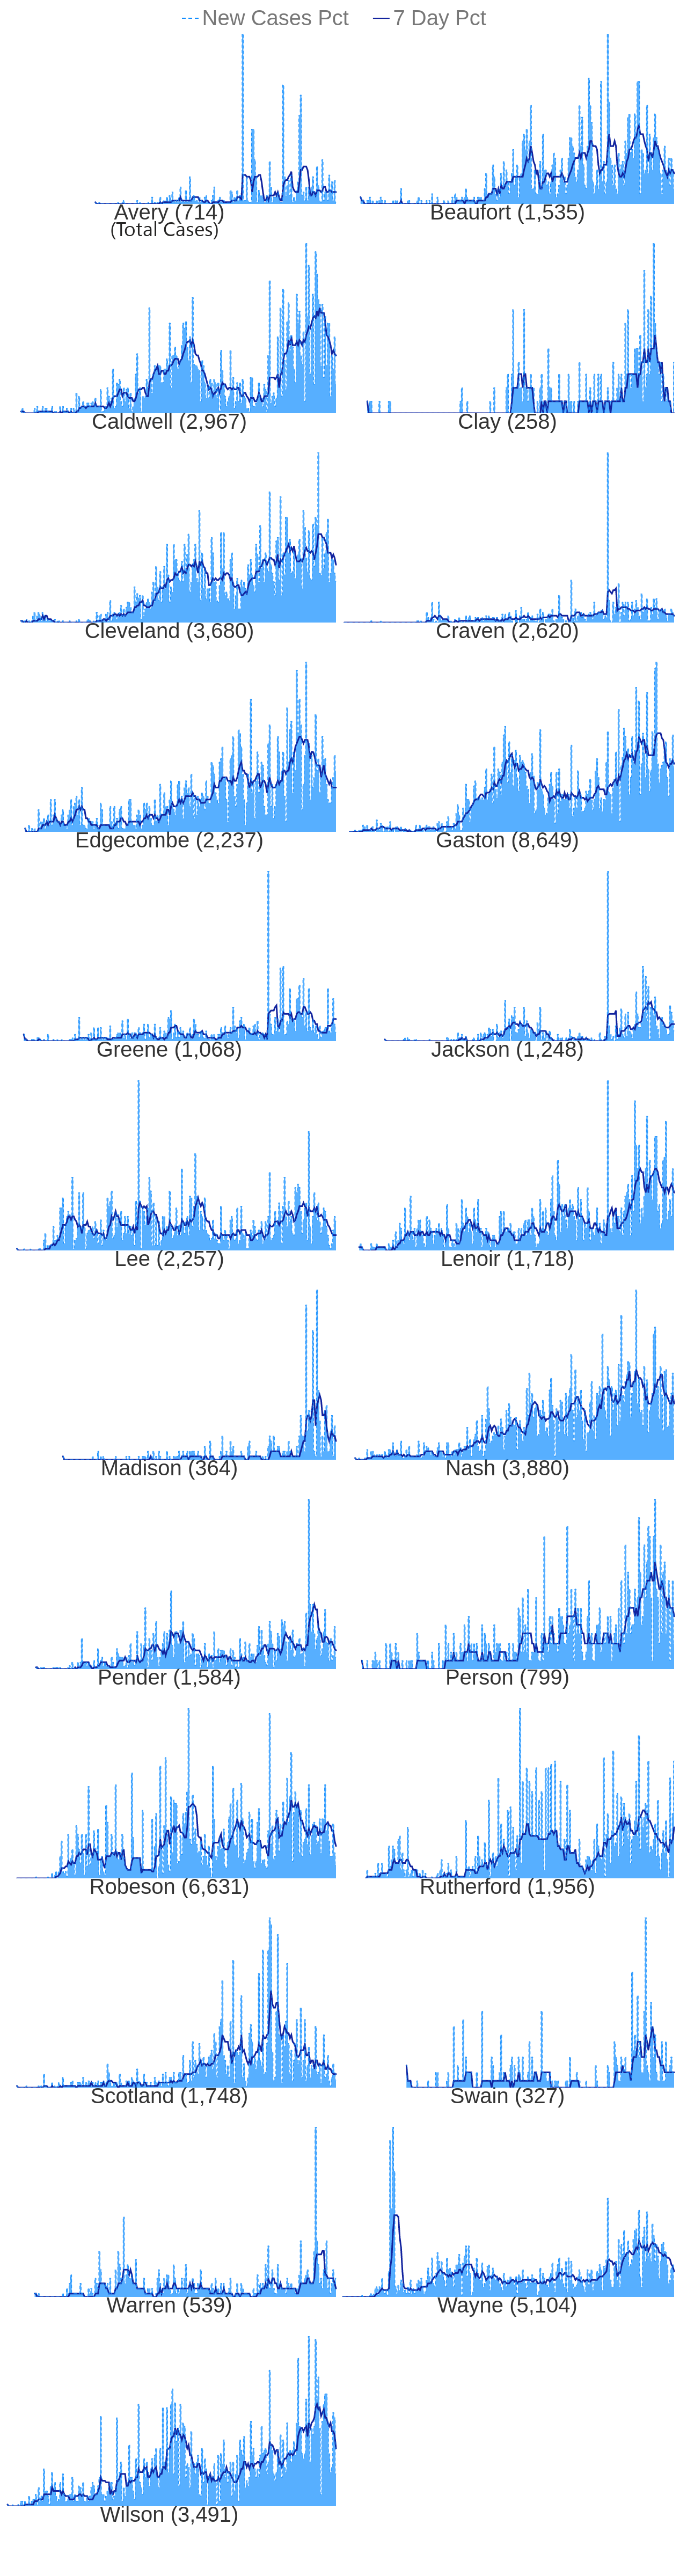 New Cases Pct 7 Day Pct
Avery (714) Beaufort (1,535)
(Total Cases)
Caldwell (2,967) Clay (258)
Cleveland (3,680) Craven (2,620)
Edgecombe (2,237) Gaston (8,649)
Greene (1,068) Jackson (1,248)
Lee (2,257) Lenoir (1,718)
Madison (364) Nash (3,880)
Pender (1,584) Person (799)
Robeson (6,631) Rutherford (1,956)
Scotland (1,748) Swain (327)
Warren (539) Wayne (5,104)
Wilson (3,491)